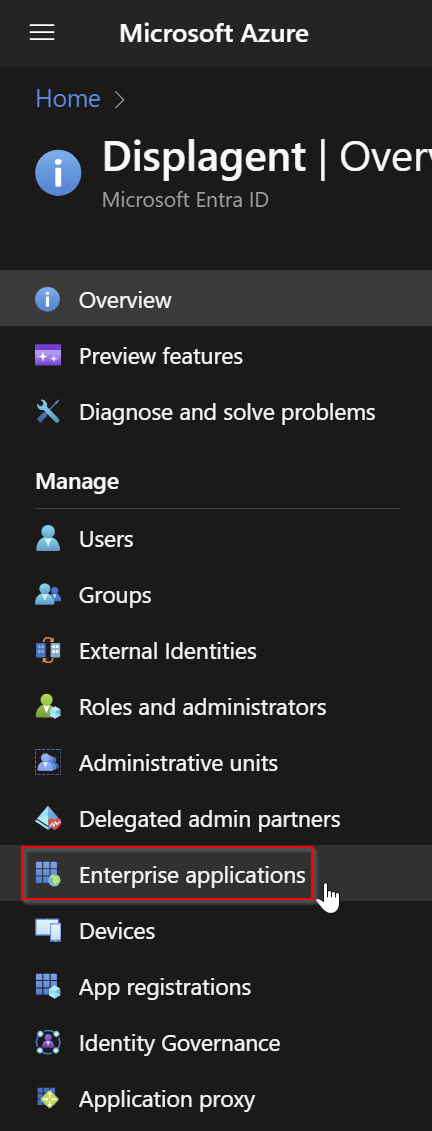 Microsoft Azure
Home
Displagent | Over
Microsoft Entra ID
Overview
Preview features
Diagnose and solve problems
Manage
Users
Groups
External Identities
Roles and administrators
Administrative units
Delegated admin partners
Enterprise applications
Devices
App registrations
Identity Governance
Application proxy